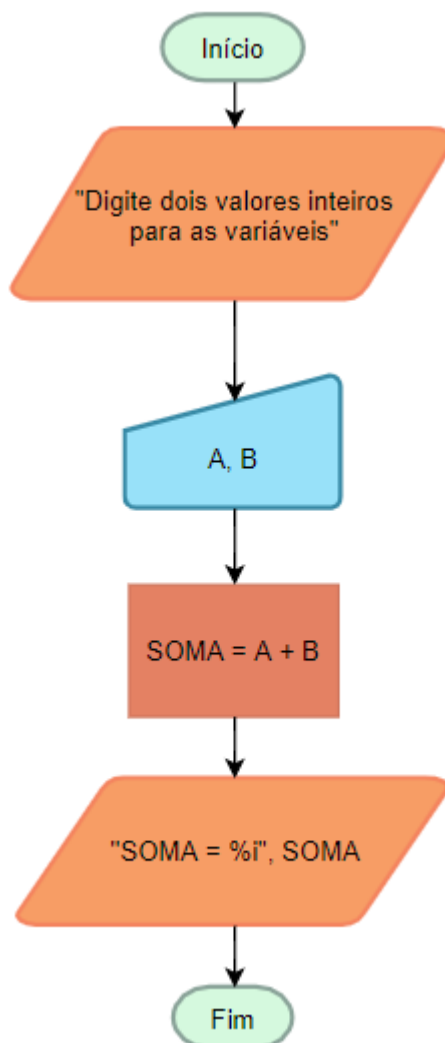 Início
"Digite dois valores inteiros
para as variáveis"
A, B
SOMA = A + B
"SOMA = %i", SOMA
Fim